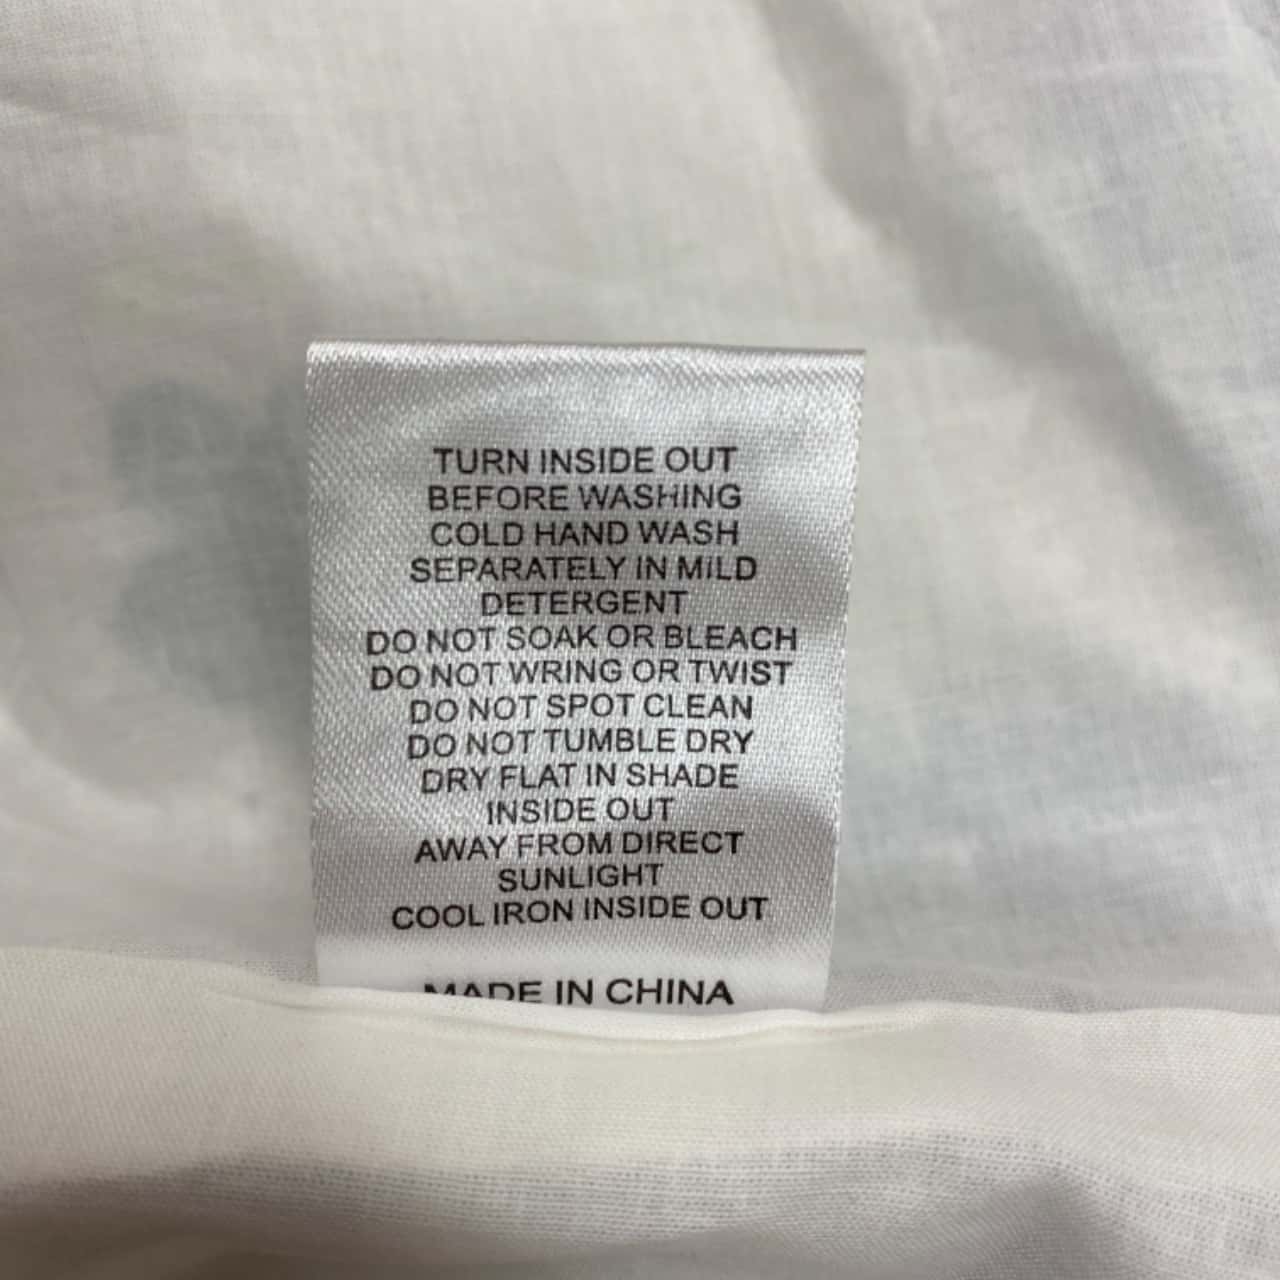 TURN INSIDE OUT
BEFORE WASHING
COLD HAND WASH
SEPARATELY IN MILD
DETERGENT
DO NOT SOAK OR BLEACH
DO NOT WRING OR TWIST
DO NOT SPOT CLEAN
DO NOT TUMBLE DRY
DRY FLAT IN SHADE
INSIDE OUT
AWAY FROM DIRECT
SUNLIGHT
COOL IRON INSIDE OUT
MADE IN CHINA